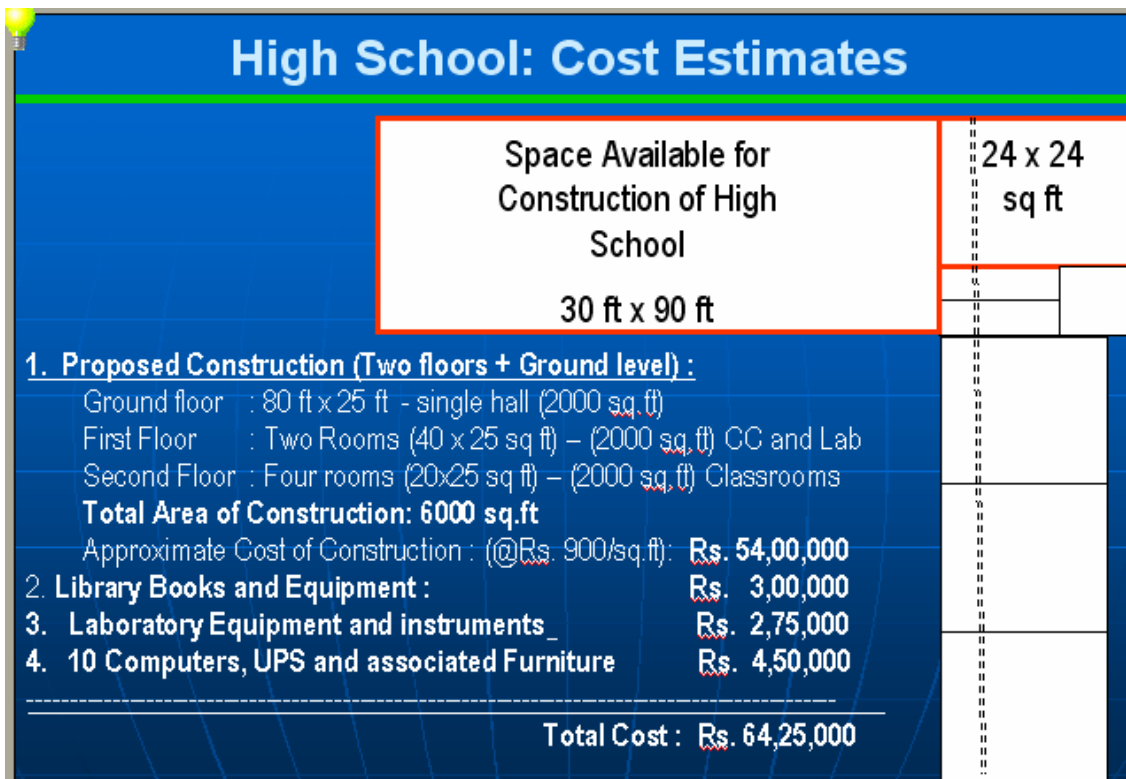 High School: Cost Estimates
Space Available for
Construction of High
School
30 ft x 90 ft
24 x 24
sq ft
1. Proposed Construction (Two floors + Ground level) :
Ground floor : 80 ft x 25 ft - single hall (2000 sq.ft)
First Floor : Two Rooms (40 x 25 sq ft) – (2000 sq.ft) CC and Lab
Second Floor : Four rooms (20x25 sq ft) – (2000 sq.ft) Classrooms
Total Area of Construction: 6000 sq.ft
Approximate Cost of Construction : (@Rs. 900/sq.ft): Rs. 54,00,000
2. Library Books and Equipment : Rs. 3,00,000
3. Laboratory Equipment and instruments_ Rs. 2,75,000
4. 10 Computers, UPS and associated Furniture Rs. 4,50,000
Total Cost : Rs. 64,25,000